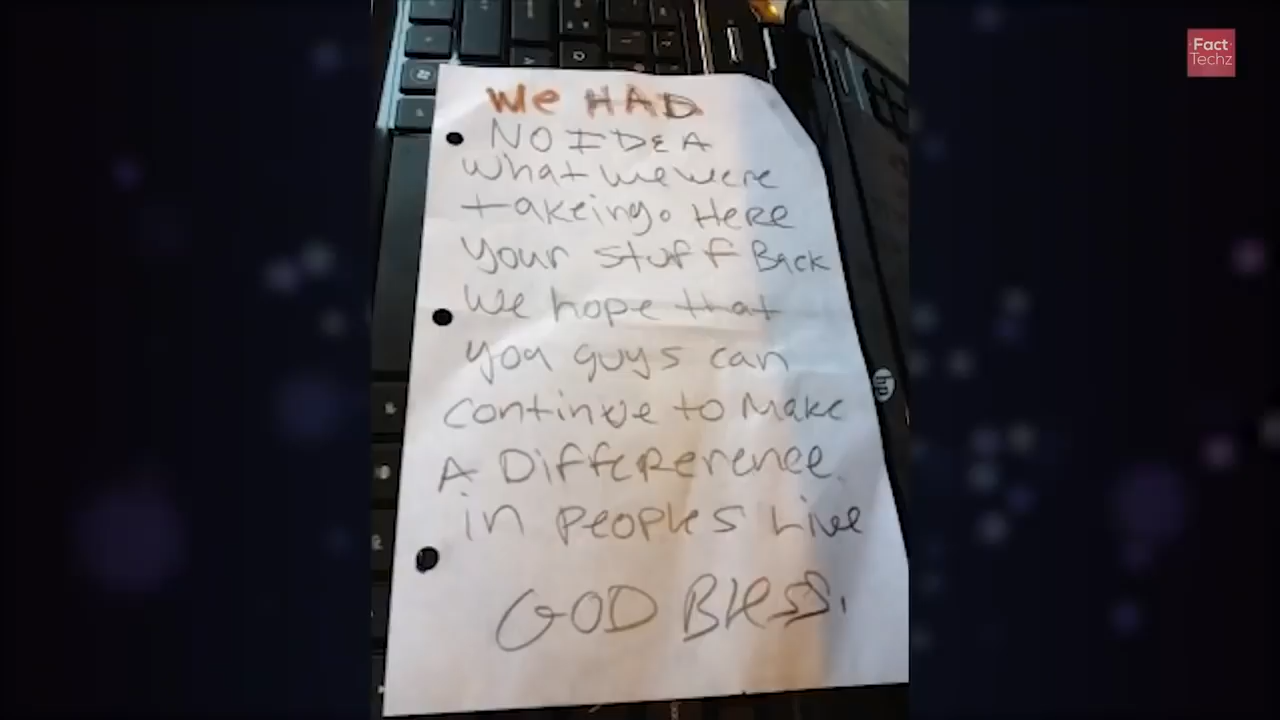 Fact
Techz
We HAD
NO IDEA
what we were
takeing. Here
your stuff Back
we hope that
you guys can
continue to Make
A Differerence.
in peoples Live
GOD Bless.
hp